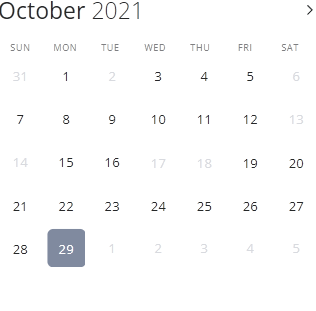 October 2021
SUN MON TUE WED THU FRI SAT
31 1 2 3 4 5 6
7 8 9 10 11 12 13
14 15 16 17 18 19 20
21 22 23 24 25 26 27
28 29 1 2 3 4 5